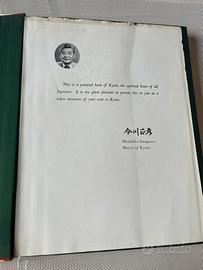 This is a pictorial book of Kyoto, the spiritual home of all
Japanese. It is my great pleasure to present this to you as a
token memento of your visit to Kyoto.
今川正彦
Masahiko Imagawa
Mayor of Kyoto
subito